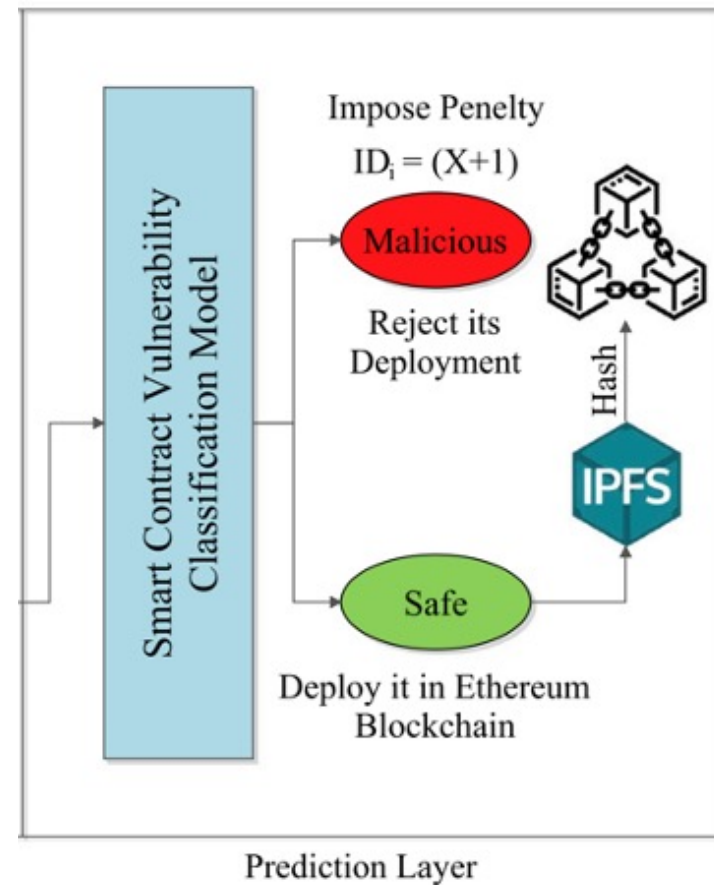 Smart Contract Vulnerability
Classification Model
Impose Penelty
IDᵢ = (X+1)
Malicious
Reject its
Deployment
Hash
IPFS
Safe
Deploy it in Ethereum
Blockchain
Prediction Layer